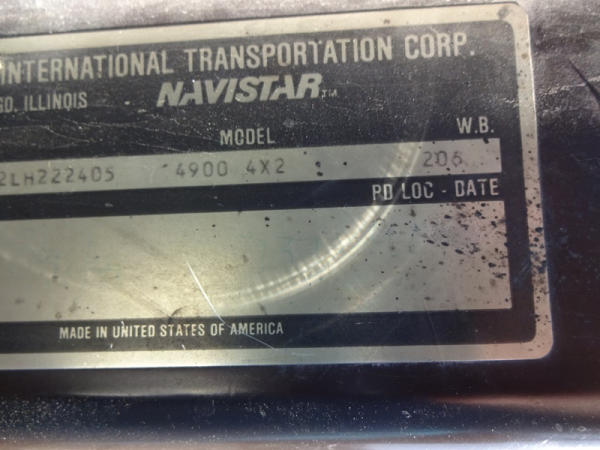 INTERNATIONAL TRANSPORTATION CORP.
GO, ILLINOIS NAVISTAR TM
MODEL W.B.
2LH222405 4900 4X2 206
PD LOC - DATE
MADE IN UNITED STATES OF AMERICA